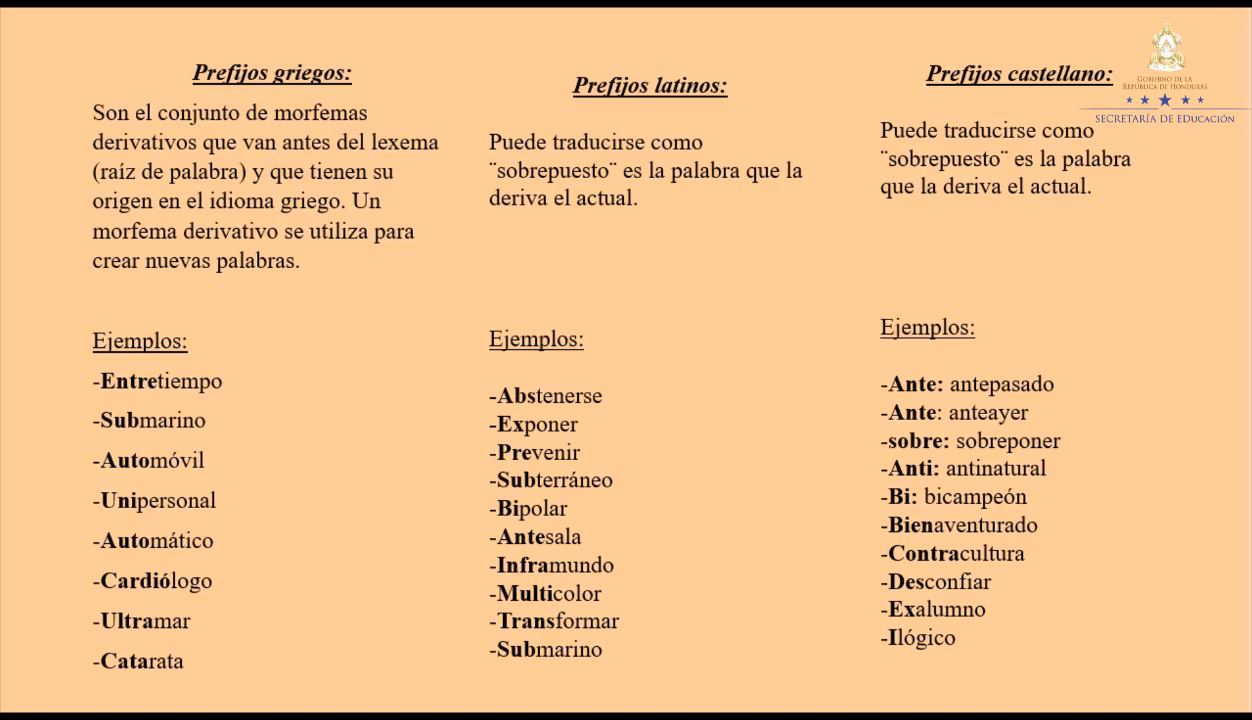 Prefijos griegos:
Son el conjunto de morfemas
derivativos que van antes del lexema
(raíz de palabra) y que tienen su
origen en el idioma griego. Un
morfema derivativo se utiliza para
crear nuevas palabras.
Ejemplos:
-Entretiempo
-Submarino
-Automóvil
-Unipersonal
-Automático
-Cardiólogo
-Ultramar
-Catarata
Prefijos latinos:
Puede traducirse como
¨sobrepuesto¨ es la palabra que la
deriva el actual.
Ejemplos:
-Abstenerse
-Exponer
-Prevenir
-Subterráneo
-Bipolar
-Antesala
-Inframundo
-Multicolor
-Transformar
-Submarino
Prefijos castellano:
Puede traducirse como
¨sobrepuesto¨ es la palabra
que la deriva el actual.
Ejemplos:
-Ante: antepasado
-Ante: anteayer
-sobre: sobreponer
-Anti: antinatural
-Bi: bicampeón
-Bienaventurado
-Contracultura
-Desconfiar
-Exalumno
-Ilógico
GOBIERNO DE LA
REPÚBLICA DE HONDURAS
SECRETARÍA DE EDUCACIÓN